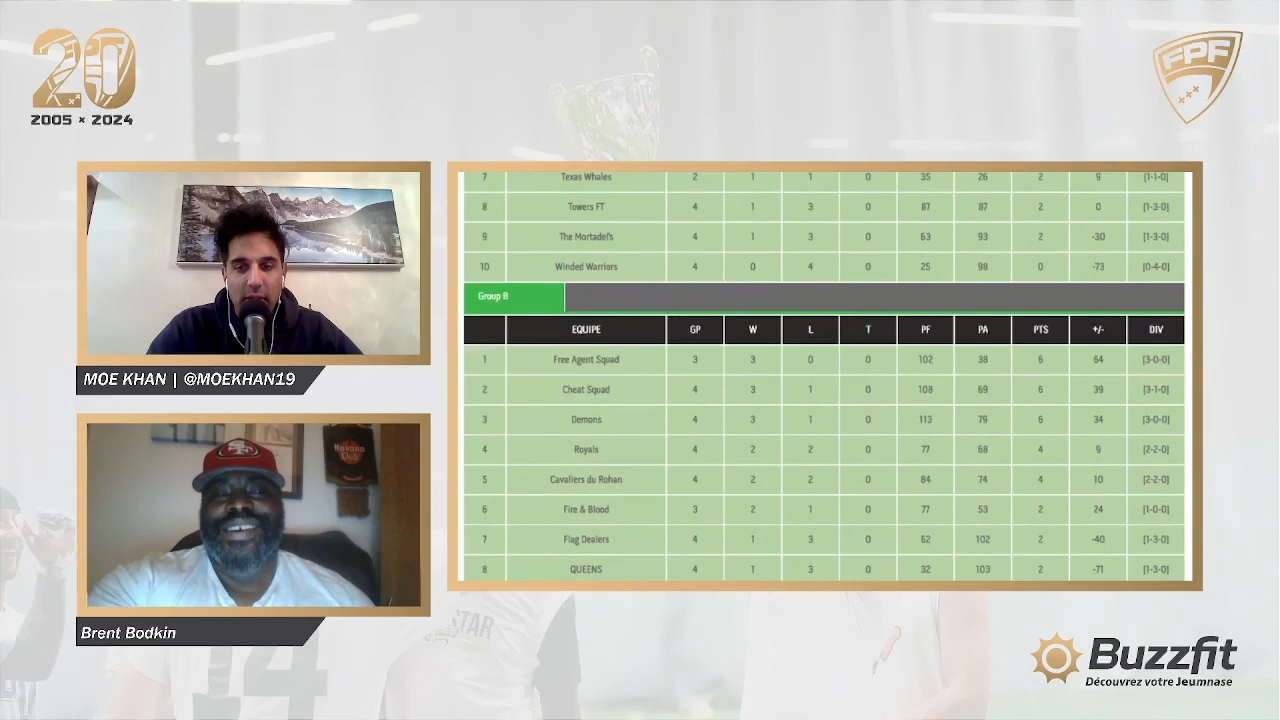 20
2005 × 2024
FPF
MOE KHAN | @MOEKHAN19
Havana
Club
Brent Bodkin
7 Texas Whales 2 1 1 0 35 26 2 9 [1-1-0]
8 Towers FT 4 1 3 0 87 87 2 0 [1-3-0]
9 The Mortadel's 4 1 3 0 63 93 2 -30 [1-3-0]
10 Winded Warriors 4 0 4 0 25 98 0 -73 [0-4-0]
Group B
EQUIPE GP W L T PF PA PTS +/- DIV
1 Free Agent Squad 3 3 0 0 102 38 6 64 [3-0-0]
2 Cheat Squad 4 3 1 0 108 69 6 39 [3-1-0]
3 Demons 4 3 1 0 113 79 6 34 [3-0-0]
4 Royals 4 2 2 0 77 68 4 9 [2-2-0]
5 Cavaliers du Rohan 4 2 2 0 84 74 4 10 [2-2-0]
6 Fire & Blood 3 2 1 0 77 53 2 24 [1-0-0]
7 Flag Dealers 4 1 3 0 62 102 2 -40 [1-3-0]
8 QUEENS 4 1 3 0 32 103 2 -71 [1-3-0]
STAR
14
Buzzfit
Découvrez votre Jeumnase